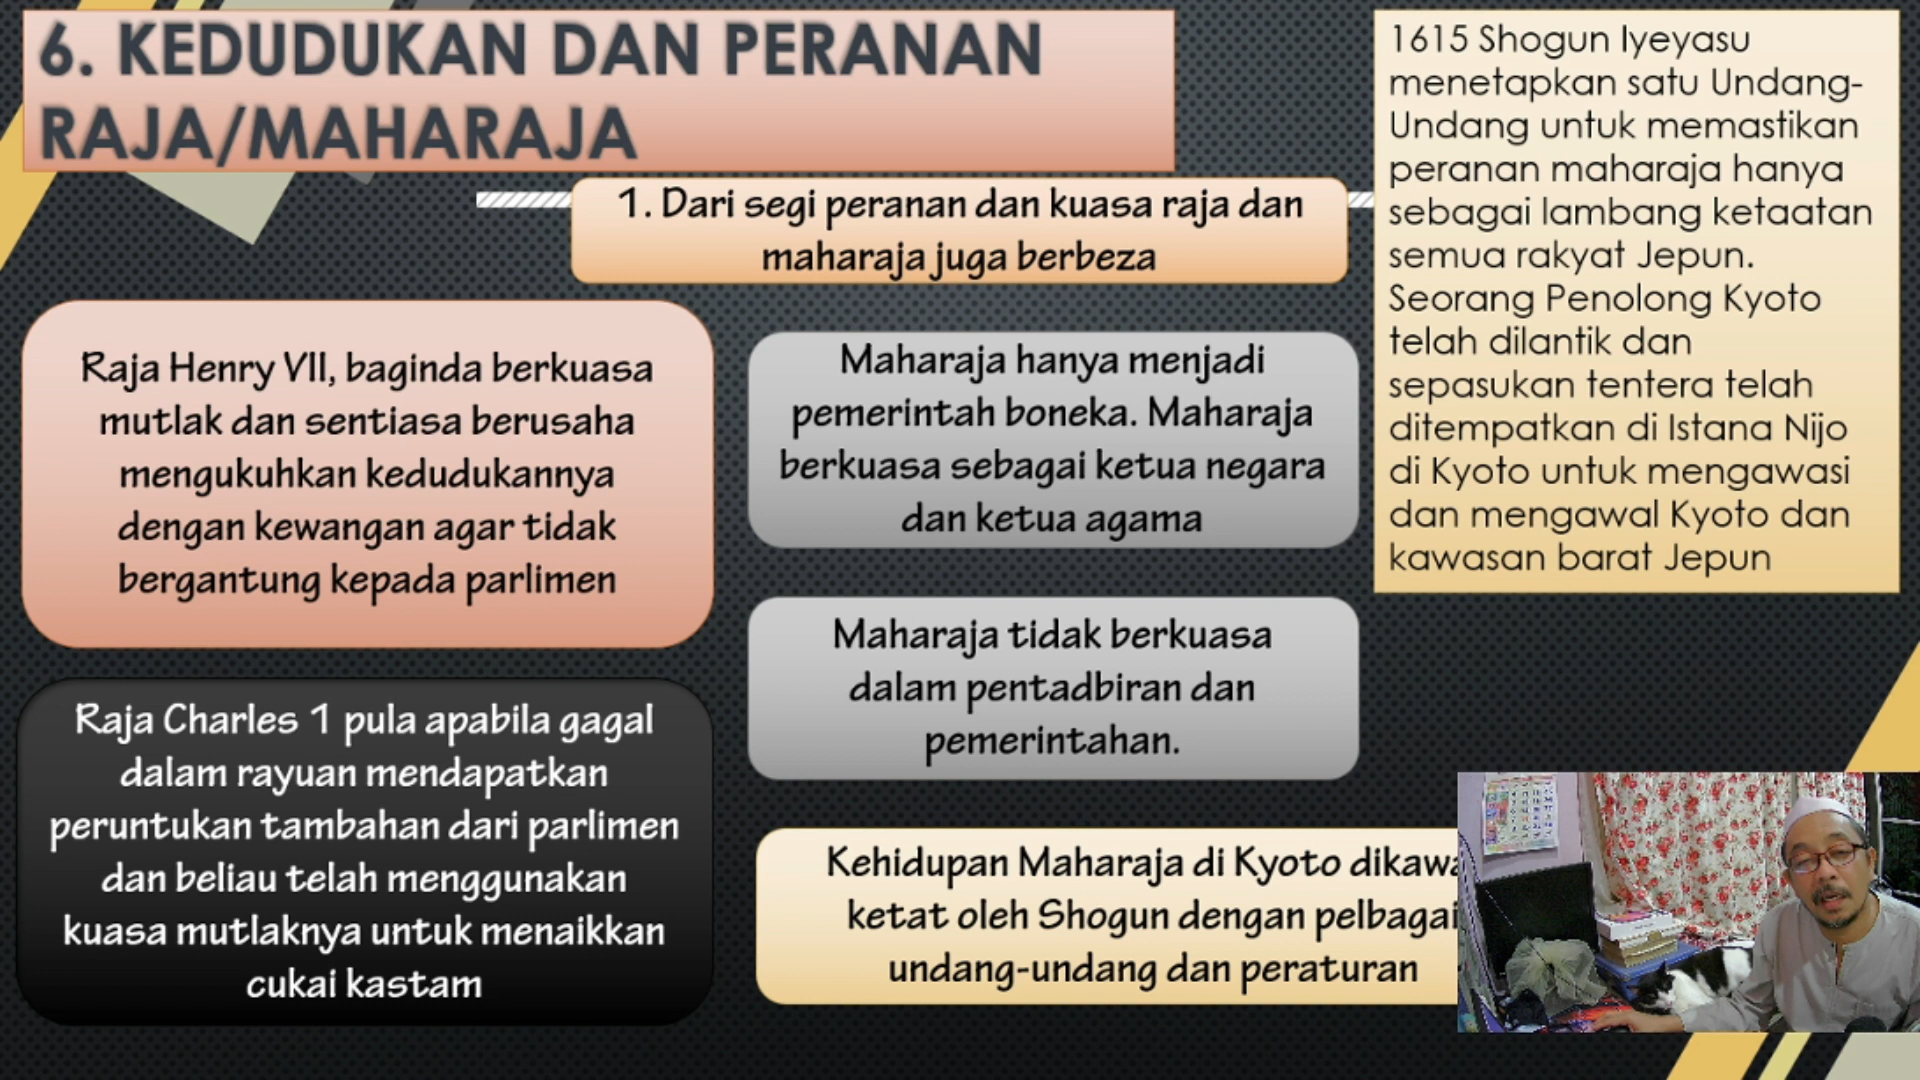 6. KEDUDUKAN DAN PERANAN
RAJA/MAHARAJA
1. Dari segi peranan dan kuasa raja dan
maharaja juga berbeza
Raja Henry VII, baginda berkuasa
mutlak dan sentiasa berusaha
mengukuhkan kedudukannya
dengan kewangan agar tidak
bergantung kepada parlimen
Raja Charles 1 pula apabila gagal
dalam rayuan mendapatkan
peruntukan tambahan dari parlimen
dan beliau telah menggunakan
kuasa mutlaknya untuk menaikkan
cukai kastam
Maharaja hanya menjadi
pemerintah boneka. Maharaja
berkuasa sebagai ketua negara
dan ketua agama
Maharaja tidak berkuasa
dalam pentadbiran dan
pemerintahan.
Kehidupan Maharaja di Kyoto
ketat oleh Shogun dengan pelbagai
undang-undang dan peraturan
1615 Shogun Iyeyasu
menetapkan satu Undang-
Undang untuk memastikan
peranan maharaja hanya
sebagai lambang ketaatan
semua rakyat Jepun.
Seorang Penolong Kyoto
telah dilantik dan
sepasukan tentera telah
ditempatkan di Istana Nijo
di Kyoto untuk mengawasi
dan mengawal Kyoto dan
kawasan barat Jepun